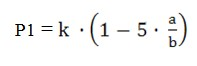 P1 = k · (1 − 5 · a/b)